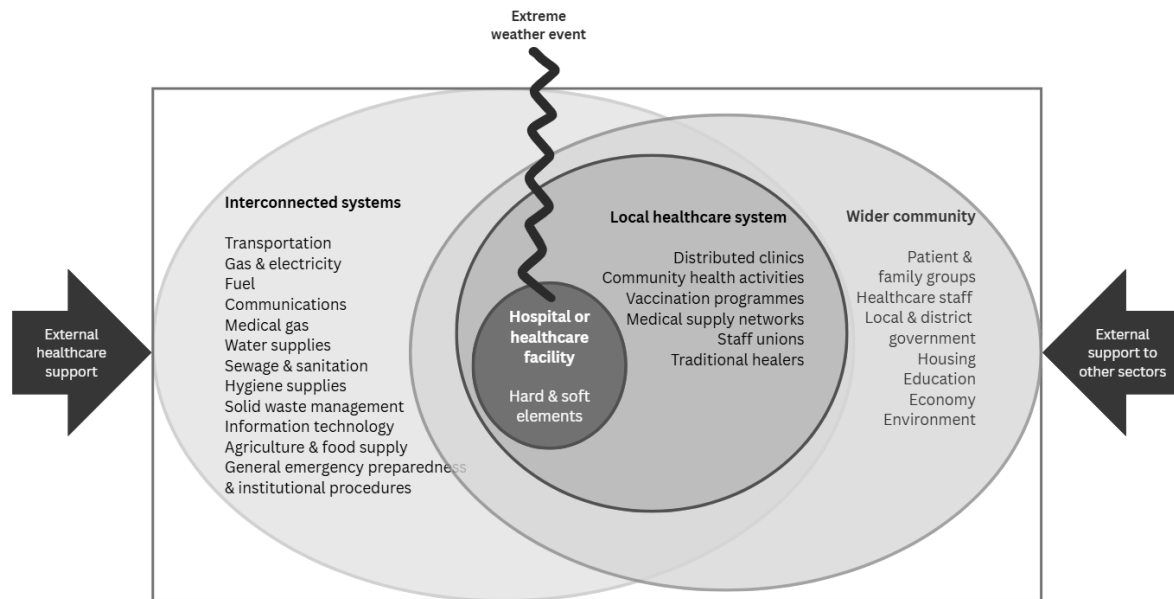 Extreme
weather event
Interconnected systems
Transportation
Gas & electricity
Fuel
Communications
Medical gas
Water supplies
Sewage & sanitation
Hygiene supplies
Solid waste management
Information technology
Agriculture & food supply
General emergency preparedness
& institutional procedures
Local healthcare system
Distributed clinics
Community health activities
Vaccination programmes
Medical supply networks
Staff unions
Traditional healers
Wider community
Patient &
family groups
Healthcare staff
Local & district
government
Housing
Education
Economy
Environment
Hospital or
healthcare
facility
Hard & soft
elements
External
healthcare
support
External
support to
other sectors